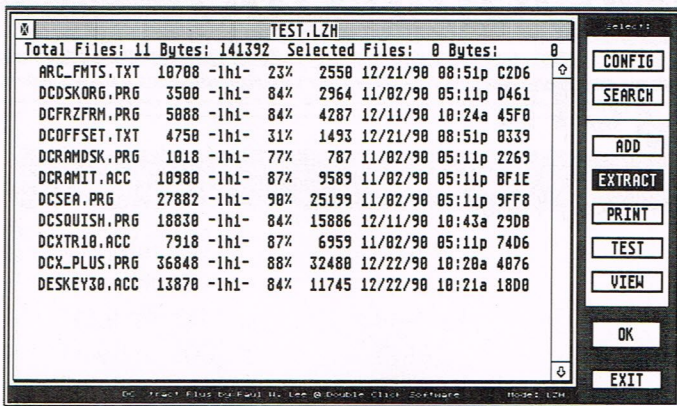 TEST.LZH
Total Files: 11 Bytes: 141392 Selected Files: 0 Bytes: 0
ARC_FMTS.TXT 10708 -lh1- 23% 2550 12/21/90 08:51p C2D6
DCDSKORG.PRG 3500 -lh1- 84% 2964 11/02/90 05:11p D461
DCFRZFRM.PRG 5088 -lh1- 84% 4287 12/11/90 10:24a 45F0
DCOFFSET.TXT 4750 -lh1- 31% 1493 12/21/90 08:51p 0339
DCRAMDSK.PRG 1018 -lh1- 77% 787 11/02/90 05:11p 2269
DCRAMIT.ACC 10980 -lh1- 87% 9589 11/02/90 05:11p BF1E
DCSEA.PRG 27882 -lh1- 90% 25199 11/02/90 05:11p 9FF8
DCSQUISH.PRG 18830 -lh1- 84% 15886 12/11/90 10:43a 29DB
DCXTR10.ACC 7918 -lh1- 87% 6959 11/02/90 05:11p 74D6
DCX_PLUS.PRG 36848 -lh1- 88% 32480 12/22/90 10:20a 4076
DESKEY30.ACC 13870 -lh1- 84% 11745 12/22/90 10:21a 18D0
Select:
CONFIG
SEARCH
ADD
EXTRACT
PRINT
TEST
VIEW
OK
EXIT
DC Plus by Paul W. Lee @ Double Click Software Mode: LZH